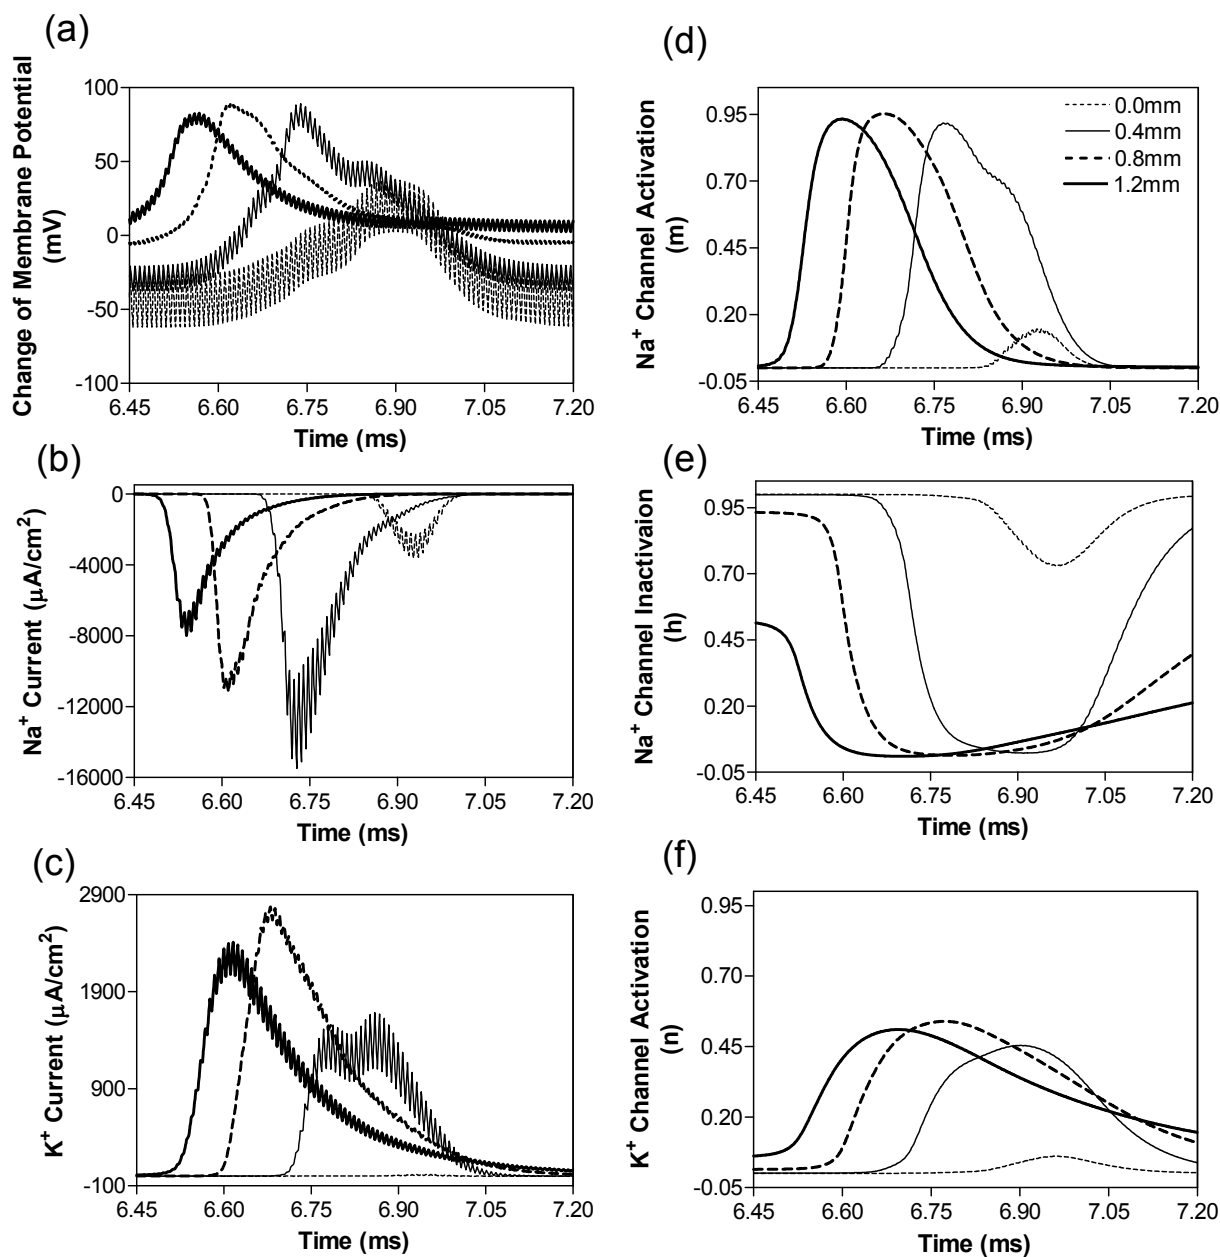 (a)
Change of Membrane Potential
(mV)
100
50
0
-50
-100
6.45 6.60 6.75 6.90 7.05 7.20
Time (ms)
(d)
Na+ Channel Activation
(m)
0.95
0.70
0.45
0.20
-0.05
0.0mm
0.4mm
0.8mm
1.2mm
6.45 6.60 6.75 6.90 7.05 7.20
Time (ms)
(b)
Na+ Current (μA/cm2)
0
-4000
-8000
-12000
-16000
6.45 6.60 6.75 6.90 7.05 7.20
Time (ms)
(e)
Na+ Channel Inactivaion
(h)
0.95
0.70
0.45
0.20
-0.05
6.45 6.60 6.75 6.90 7.05 7.20
Time (ms)
(c)
K+ Current (μA/cm2)
2900
1900
900
-100
6.45 6.60 6.75 6.90 7.05 7.20
Time (ms)
(f)
K+ Channel Activation
(n)
0.95
0.70
0.45
0.20
-0.05
6.45 6.60 6.75 6.90 7.05 7.20
Time (ms)